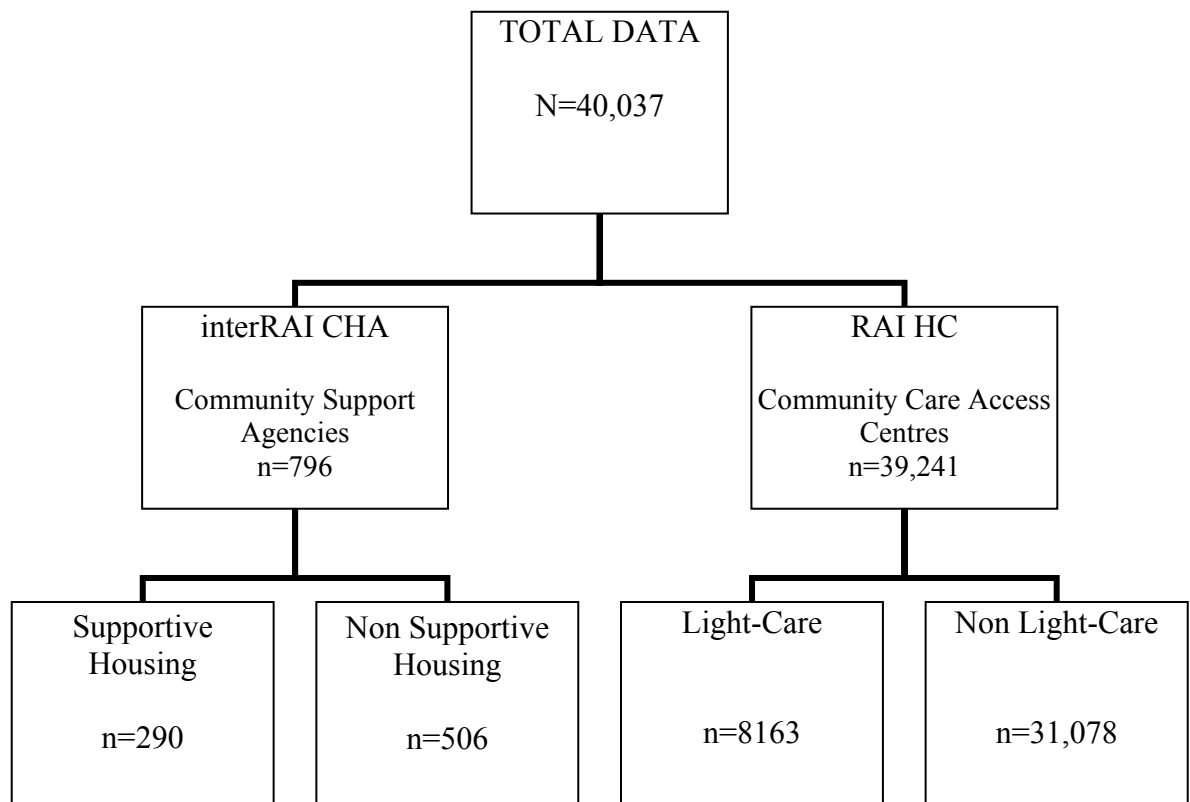 TOTAL DATA
N=40,037
interRAI CHA
Community Support
Agencies
n=796
RAI HC
Community Care Access
Centres
n=39,241
Supportive
Housing
n=290
Non Supportive
Housing
n=506
Light-Care
n=8163
Non Light-Care
n=31,078